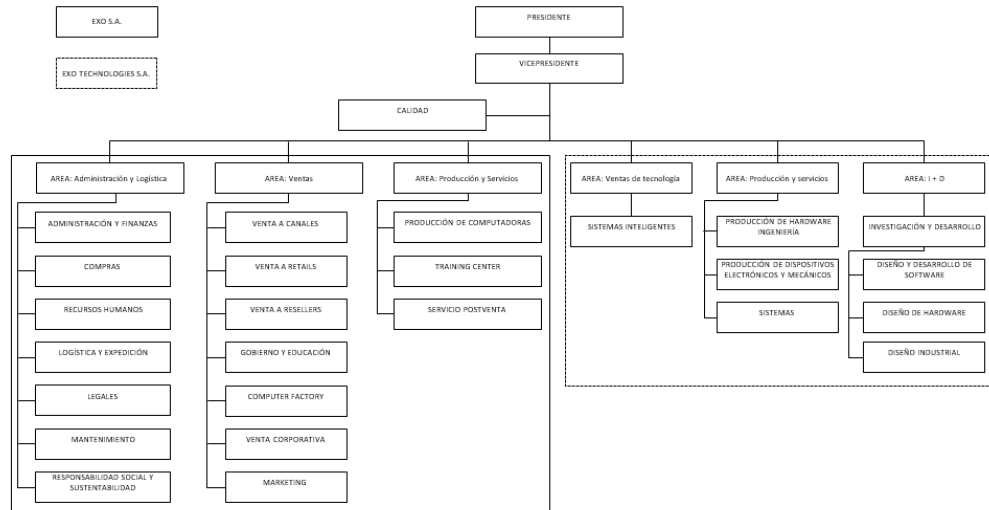 EXO S.A.
PRESIDENTE
EXO TECHNOLOGIES S.A.
VICEPRESIDENTE
CALIDAD
AREA: Administración y Logística
AREA: Ventas
AREA: Producción y Servicios
AREA: Ventas de tecnología
AREA: Producción y servicios
AREA: I + D
ADMINISTRACIÓN Y FINANZAS
COMPRAS
RECURSOS HUMANOS
LOGÍSTICA Y EXPEDICIÓN
LEGALES
MANTENIMIENTO
RESPONSABILIDAD SOCIAL Y
SUSTENTABILIDAD
VENTA A CANALES
VENTA A RETAILS
VENTA A RESELLERS
GOBIERNO Y EDUCACIÓN
COMPUTER FACTORY
VENTA CORPORATIVA
MARKETING
PRODUCCIÓN DE COMPUTADORAS
TRAINING CENTER
SERVICIO POSTVENTA
SISTEMAS INTELIGENTES
PRODUCCIÓN DE HARDWARE
INGENIERÍA
PRODUCCIÓN DE DISPOSITIVOS
ELECTRÓNICOS Y MECÁNICOS
SISTEMAS
INVESTIGACIÓN Y DESARROLLO
DISEÑO Y DESARROLLO DE
SOFTWARE
DISEÑO DE HARDWARE
DISEÑO INDUSTRIAL